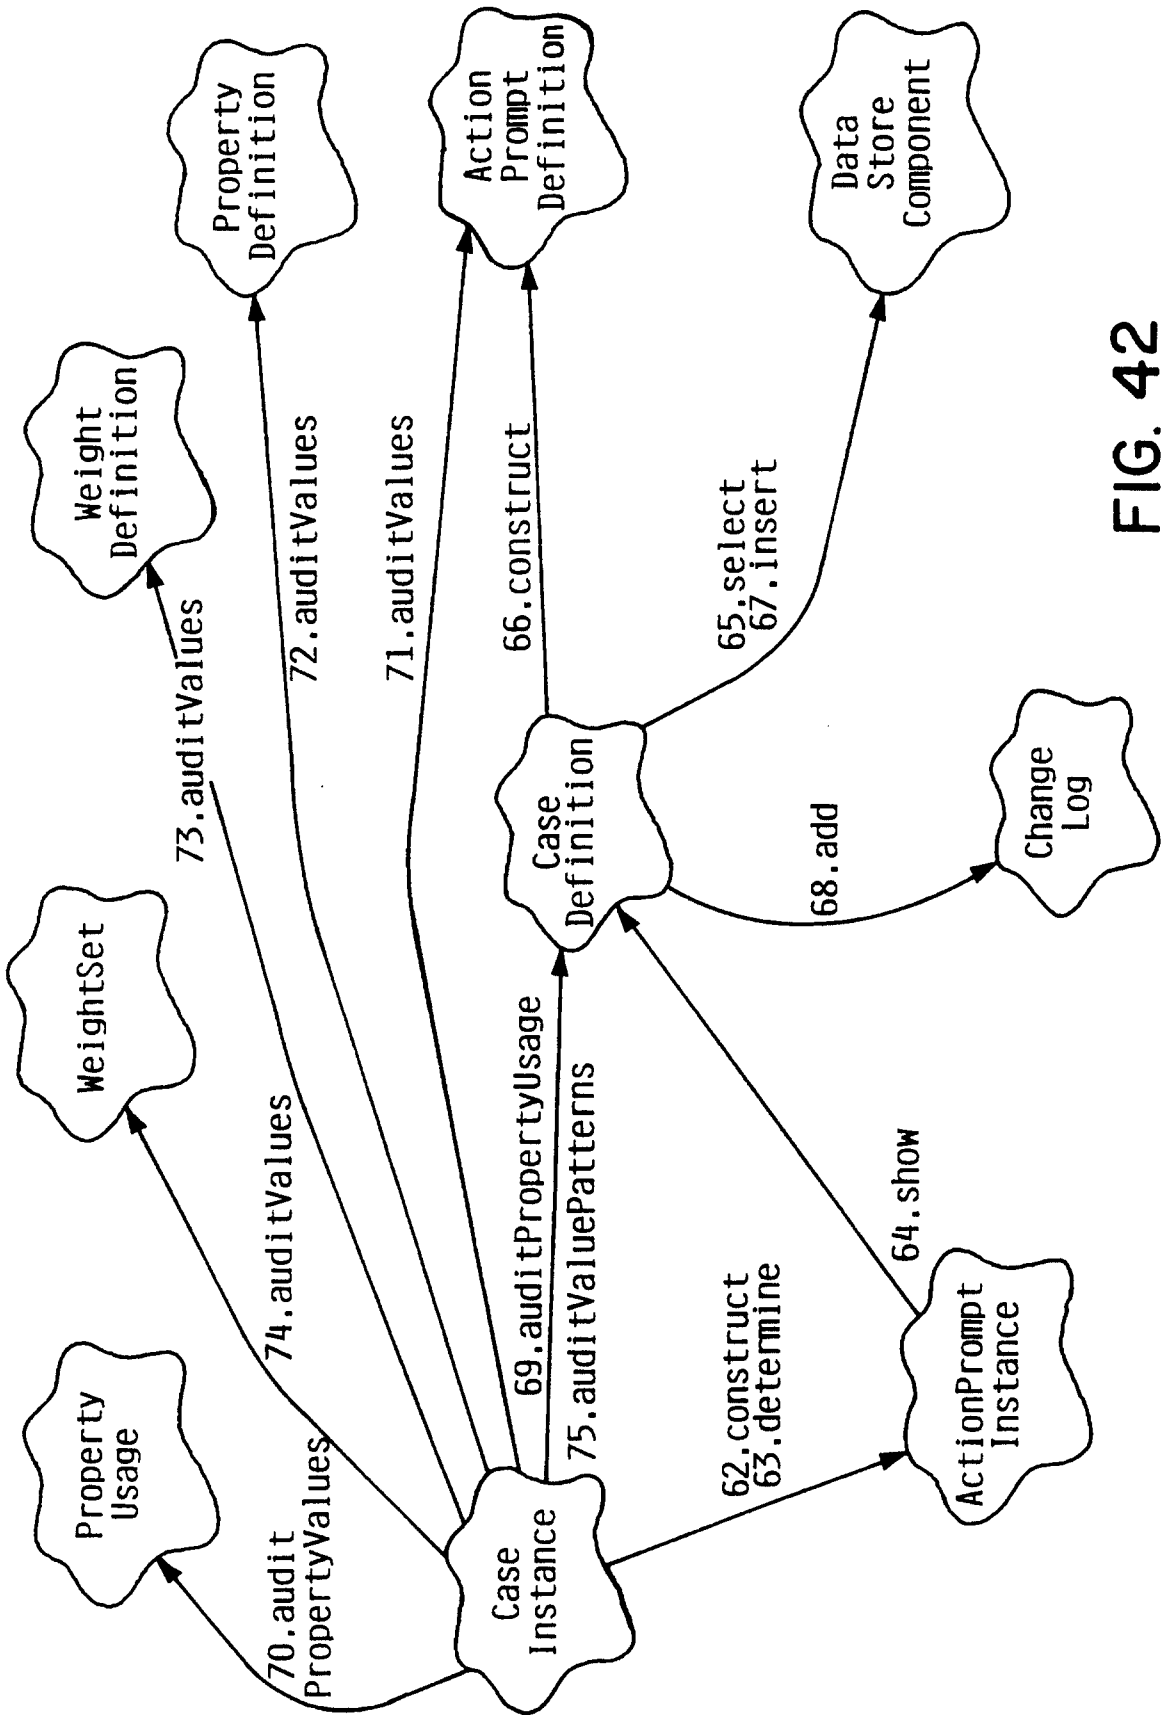 Property
Usage
WeightSet
Weight
Definition
Property
Definition
70.audit
PropertyValues
74.auditValues
73.auditValues
72.auditValues
71.auditValues
Action
Prompt
Definition
Case
Instance
69.auditPropertyUsage
75.auditValuePatterns
Case
Definition
66.construct
65.select
67.insert
Data
Store
Component
62.construct
63.determine
64.show
68.add
ActionPrompt
Instance
Change
Log
FIG. 42